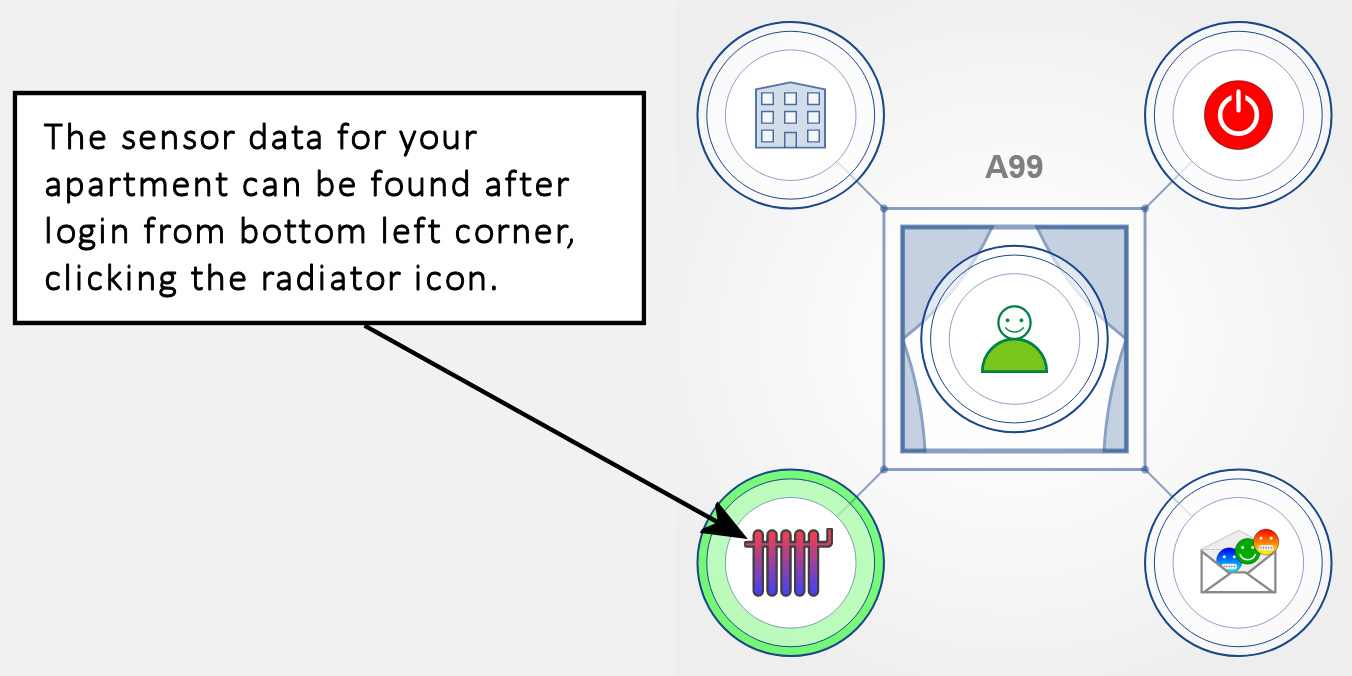 The sensor data for your
apartment can be found after
login from bottom left corner,
clicking the radiator icon.
A99